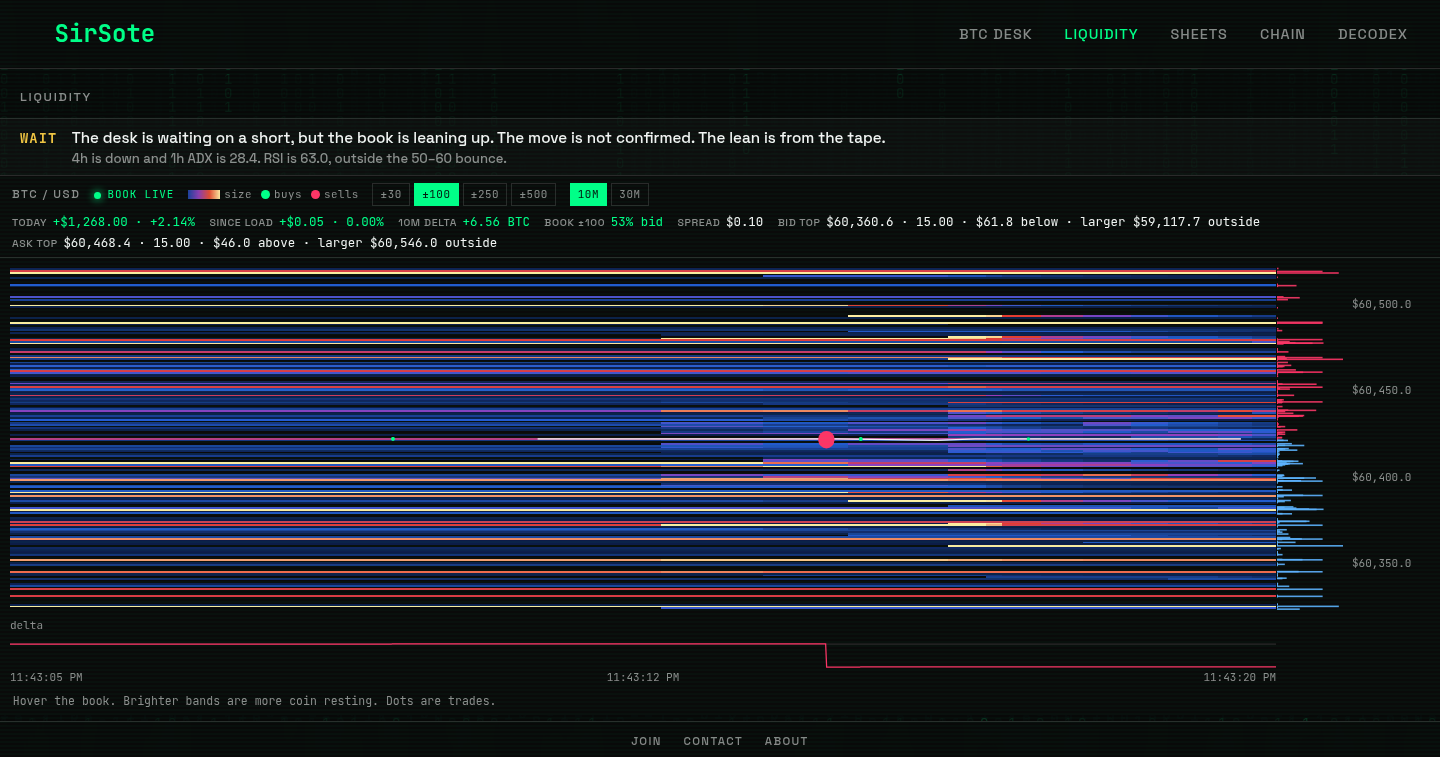 SirSote
BTC DESK LIQUIDITY SHEETS CHAIN DECODEX
LIQUIDITY
WAIT The desk is waiting on a short, but the book is leaning up. The move is not confirmed. The lean is from the tape.
4h is down and 1h ADX is 28.4. RSI is 63.0, outside the 50–60 bounce.
BTC / USD BOOK LIVE size buys sells ±30 ±100 ±250 ±500 10M 30M
TODAY +$1,268.00 · +2.14% SINCE LOAD +$0.05 · 0.00% 10M DELTA +6.56 BTC BOOK ±100 53% bid SPREAD $0.10 BID TOP $60,360.6 · 15.00 · $61.8 below · larger $59,117.7 outside
ASK TOP $60,468.4 · 15.00 · $46.0 above · larger $60,546.0 outside
$60,500.0
$60,450.0
$60,400.0
$60,350.0
delta
11:43:05 PM 11:43:12 PM 11:43:20 PM
Hover the book. Brighter bands are more coin resting. Dots are trades.
JOIN CONTACT ABOUT